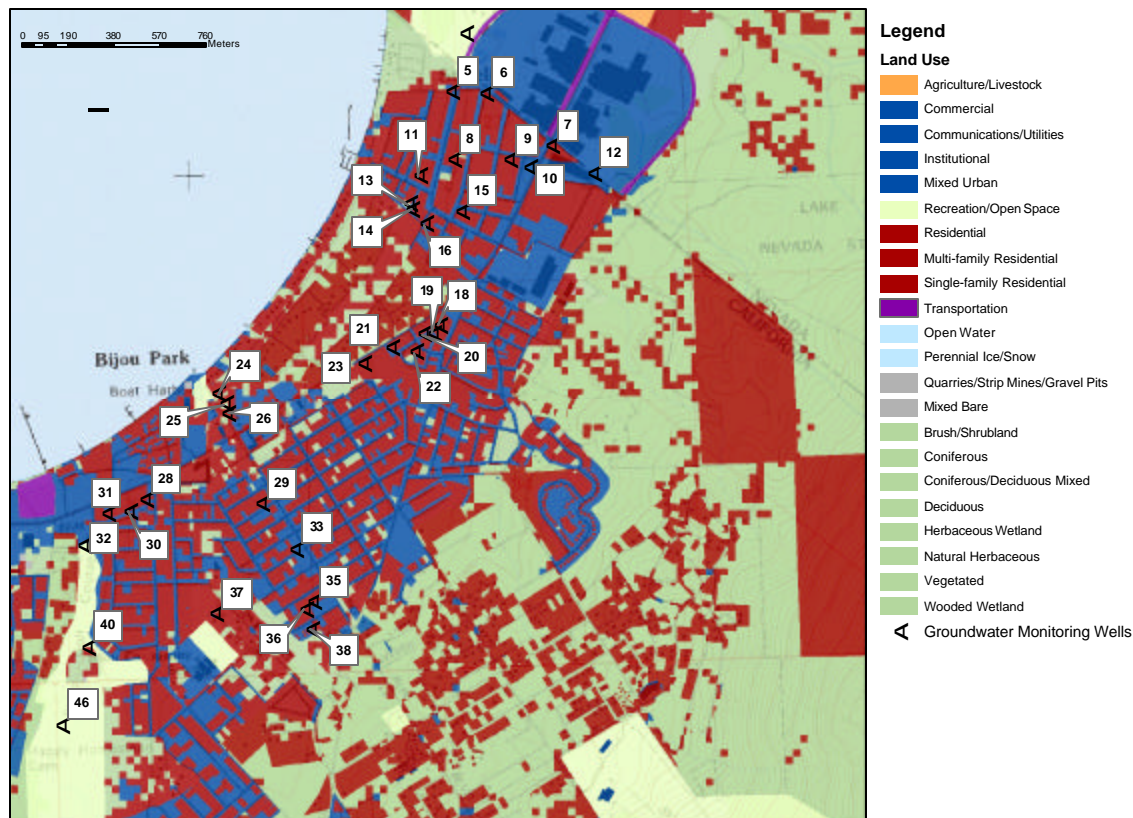 0 95 190 380 570 760
Meters
5
6
7
8
9
10
11
12
13
14
15
16
LAKE
NEVADA ST
NEVADA
CALIFORNIA
18
19
20
21
22
23
Bijou Park
24
25
26
28
29
30
31
32
33
35
36
37
38
40
46
Legend
Land Use
Agriculture/Livestock
Commercial
Communications/Utilities
Institutional
Mixed Urban
Recreation/Open Space
Residential
Multi-family Residential
Single-family Residential
Transportation
Open Water
Perennial Ice/Snow
Quarries/Strip Mines/Gravel Pits
Mixed Bare
Brush/Shrubland
Coniferous
Coniferous/Deciduous Mixed
Deciduous
Herbaceous Wetland
Natural Herbaceous
Vegetated
Wooded Wetland
Groundwater Monitoring Wells